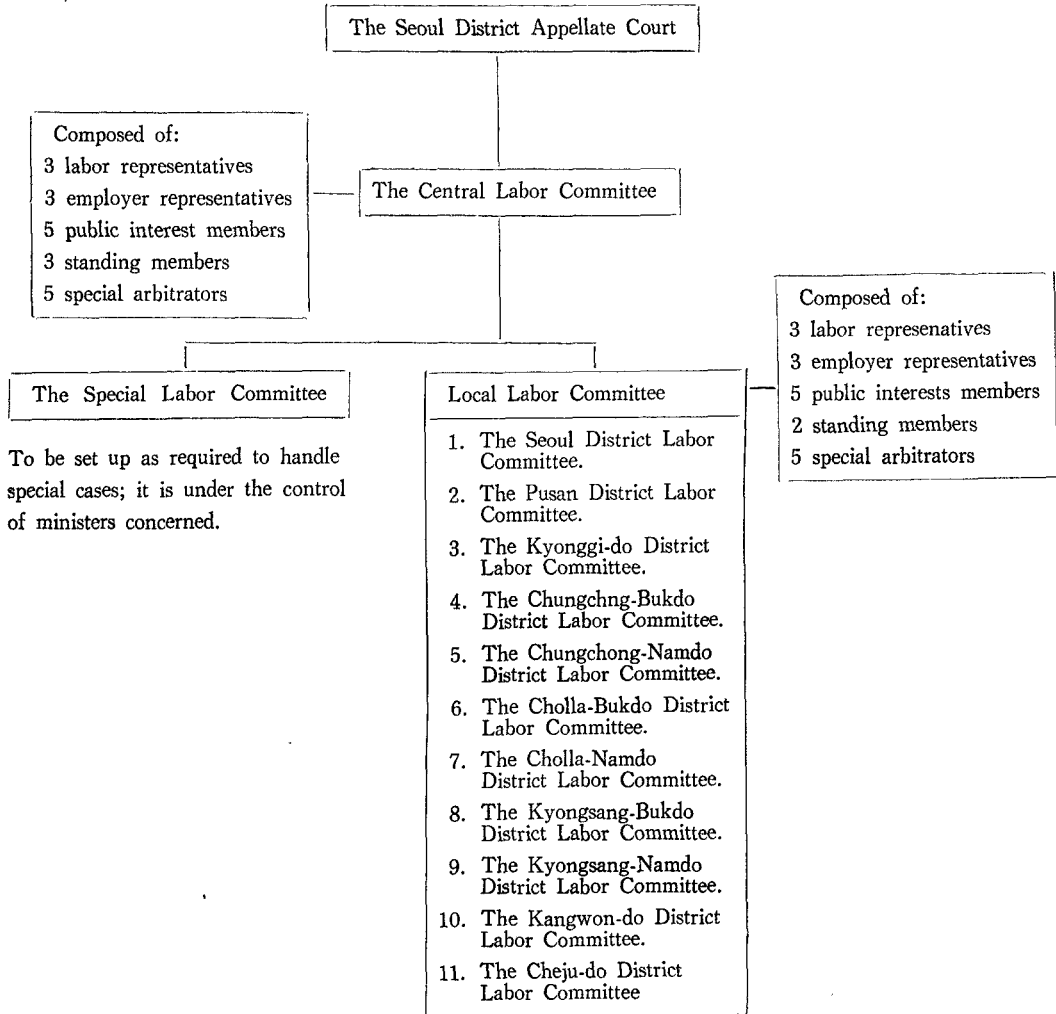 The Seoul District Appellate Court
Composed of:
3 labor representatives
3 employer representatives
5 public interest members
3 standing members
5 special arbitrators
The Central Labor Committee
Composed of:
3 labor represenatives
3 employer representatives
5 public interests members
2 standing members
5 special arbitrators
The Special Labor Committee
To be set up as required to handle
special cases; it is under the control
of ministers concerned.
Local Labor Committee
1. The Seoul District Labor
Committee.
2. The Pusan District Labor
Committee.
3. The Kyonggi-do District
Labor Committee.
4. The Chungchng-Bukdo
District Labor Committee.
5. The Chungchong-Namdo
District Labor Committee.
6. The Cholla-Bukdo District
Labor Committee.
7. The Cholla-Namdo
District Labor Committee.
8. The Kyongsang-Bukdo
District Labor Committee.
9. The Kyongsang-Namdo
District Labor Committee.
10. The Kangwon-do District
Labor Committee.
11. The Cheju-do District
Labor Committee